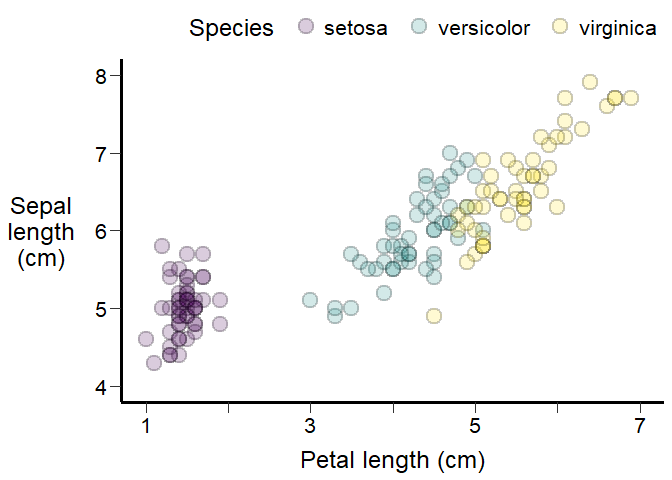 Species setosa versicolor virginica
8
7
6
5
4
Sepal
length
(cm)
1 3 5 7
Petal length (cm)